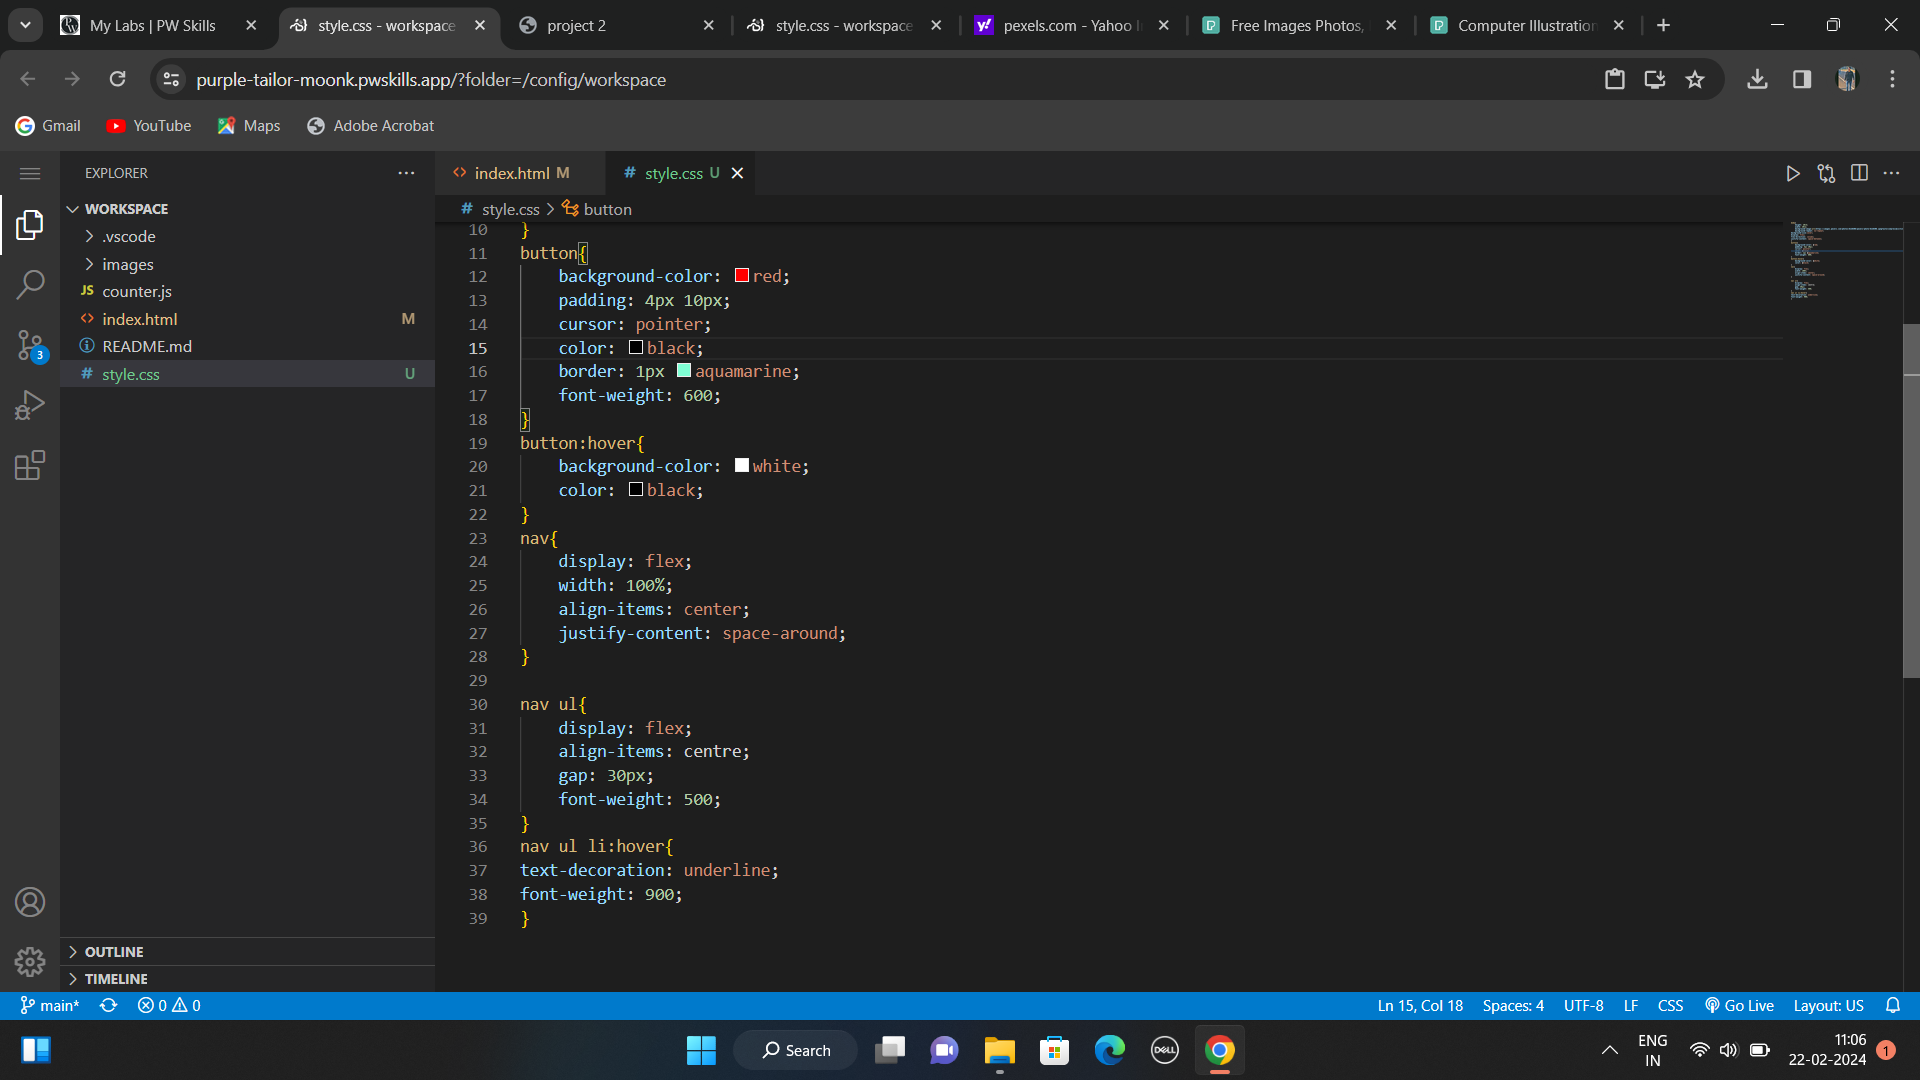 My Labs | PW Skills
style.css - workspace
project 2
style.css - workspace
pexels.com - Yahoo I
Free Images Photos,
Computer Illustration
purple-tailor-moonk.pwskills.app/?folder=/config/workspace
Gmail
YouTube
Maps
Adobe Acrobat
EXPLORER
index.html M
style.css U
WORKSPACE
style.css > button
.vscode
images
JS counter.js
index.html M
README.md
# style.css U
3
10 }
11 button{
12 background-color: red;
13 padding: 4px 10px;
14 cursor: pointer;
15 color: black;
16 border: 1px aquamarine;
17 font-weight: 600;
18 }
19 button:hover{
20 background-color: white;
21 color: black;
22 }
23 nav{
24 display: flex;
25 width: 100%;
26 align-items: center;
27 justify-content: space-around;
28 }
29
30 nav ul{
31 display: flex;
32 align-items: centre;
33 gap: 30px;
34 font-weight: 500;
35 }
36 nav ul li:hover{
37 text-decoration: underline;
38 font-weight: 900;
39 }
OUTLINE
TIMELINE
main* 0 0 Ln 15, Col 18 Spaces: 4 UTF-8 LF CSS Go Live Layout: US
Search
DELL
ENG
IN
11:06
22-02-2024
1